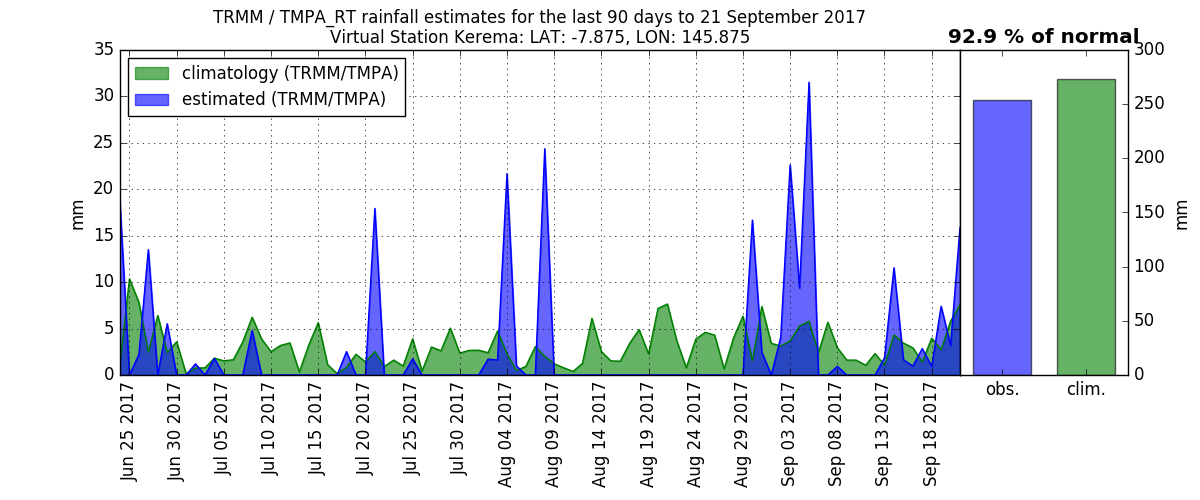 TRMM / TMPA_RT rainfall estimates for the last 90 days to 21 September 2017
Virtual Station Kerema: LAT: -7.875, LON: 145.875
92.9 % of normal
climatology (TRMM/TMPA)
estimated (TRMM/TMPA)
35
30
25
20
15
10
5
0
mm
Jun 25 2017
Jun 30 2017
Jul 05 2017
Jul 10 2017
Jul 15 2017
Jul 20 2017
Jul 25 2017
Jul 30 2017
Aug 04 2017
Aug 09 2017
Aug 14 2017
Aug 19 2017
Aug 24 2017
Aug 29 2017
Sep 03 2017
Sep 08 2017
Sep 13 2017
Sep 18 2017
300
250
200
150
100
50
0
mm
obs.
clim.